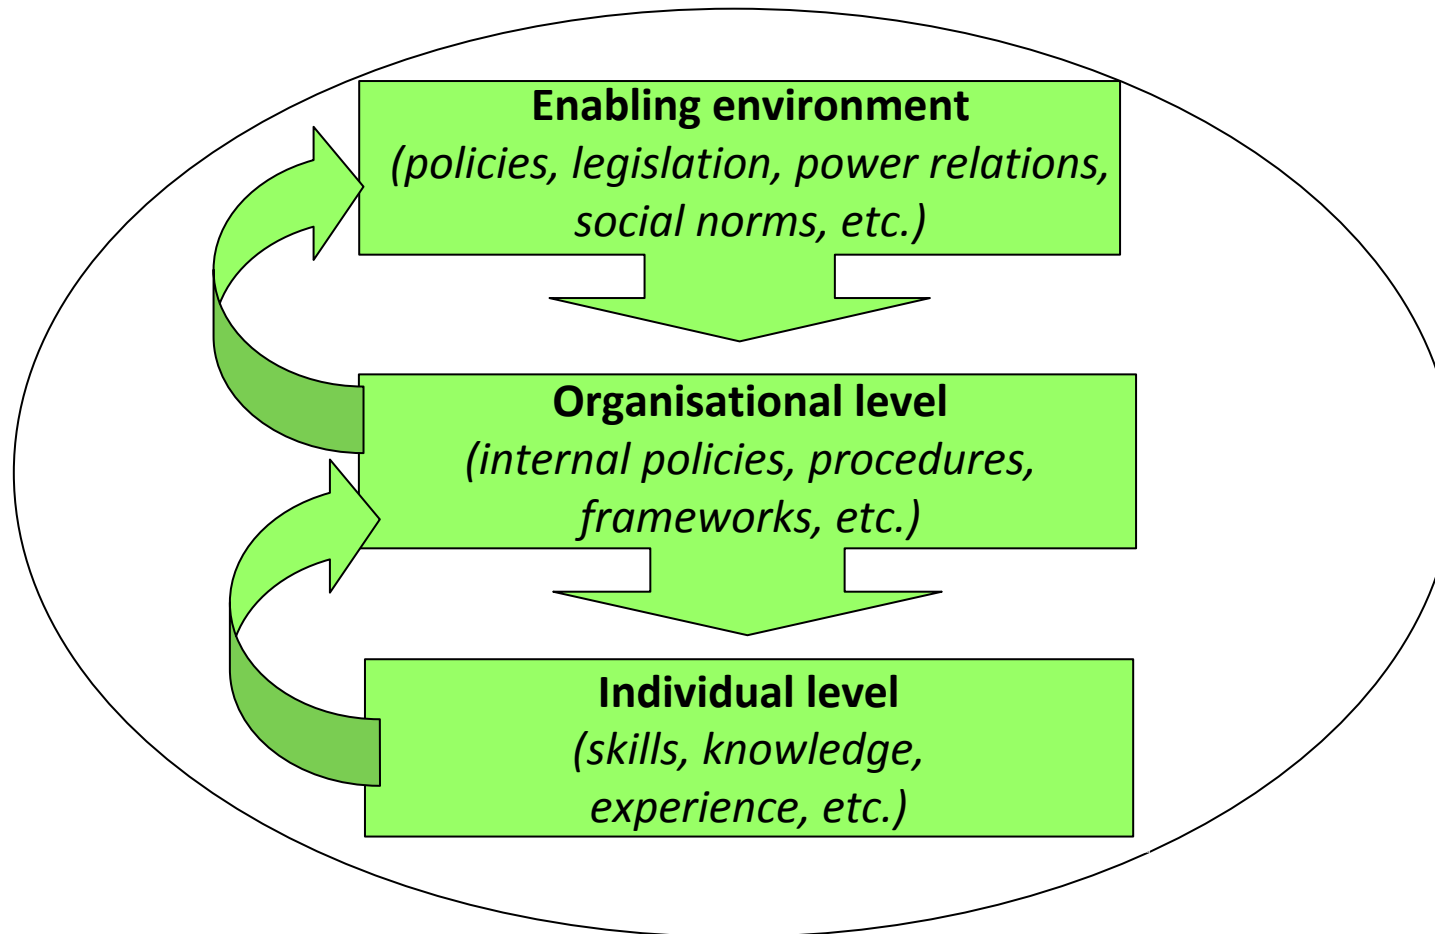 Enabling environment
(policies, legislation, power relations,
social norms, etc.)
Organisational level
(internal policies, procedures,
frameworks, etc.)
Individual level
(skills, knowledge,
experience, etc.)